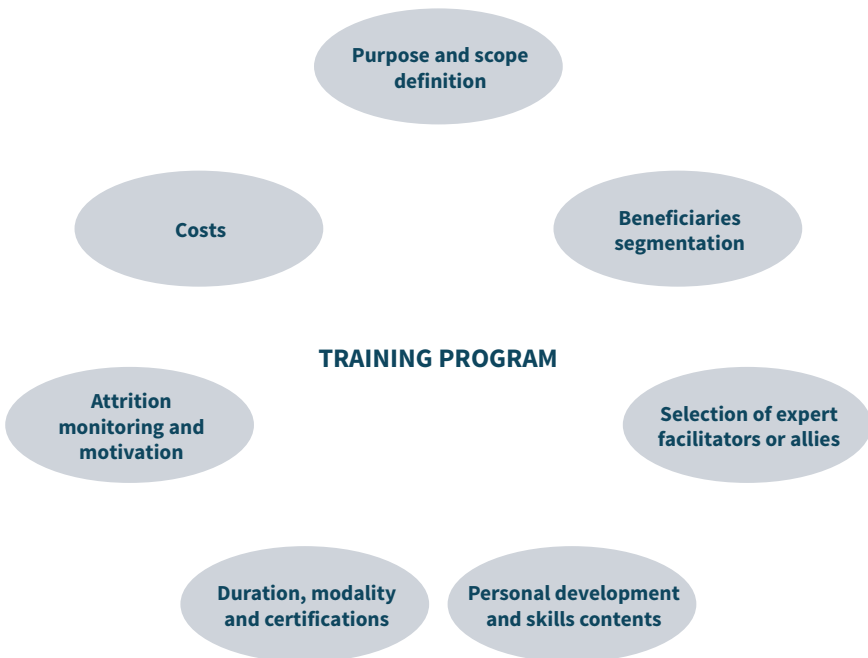 Purpose and scope
definition
Costs
Beneficiaries
segmentation
TRAINING PROGRAM
Attrition
monitoring and
motivation
Selection of expert
facilitators or allies
Duration, modality
and certifications
Personal development
and skills contents